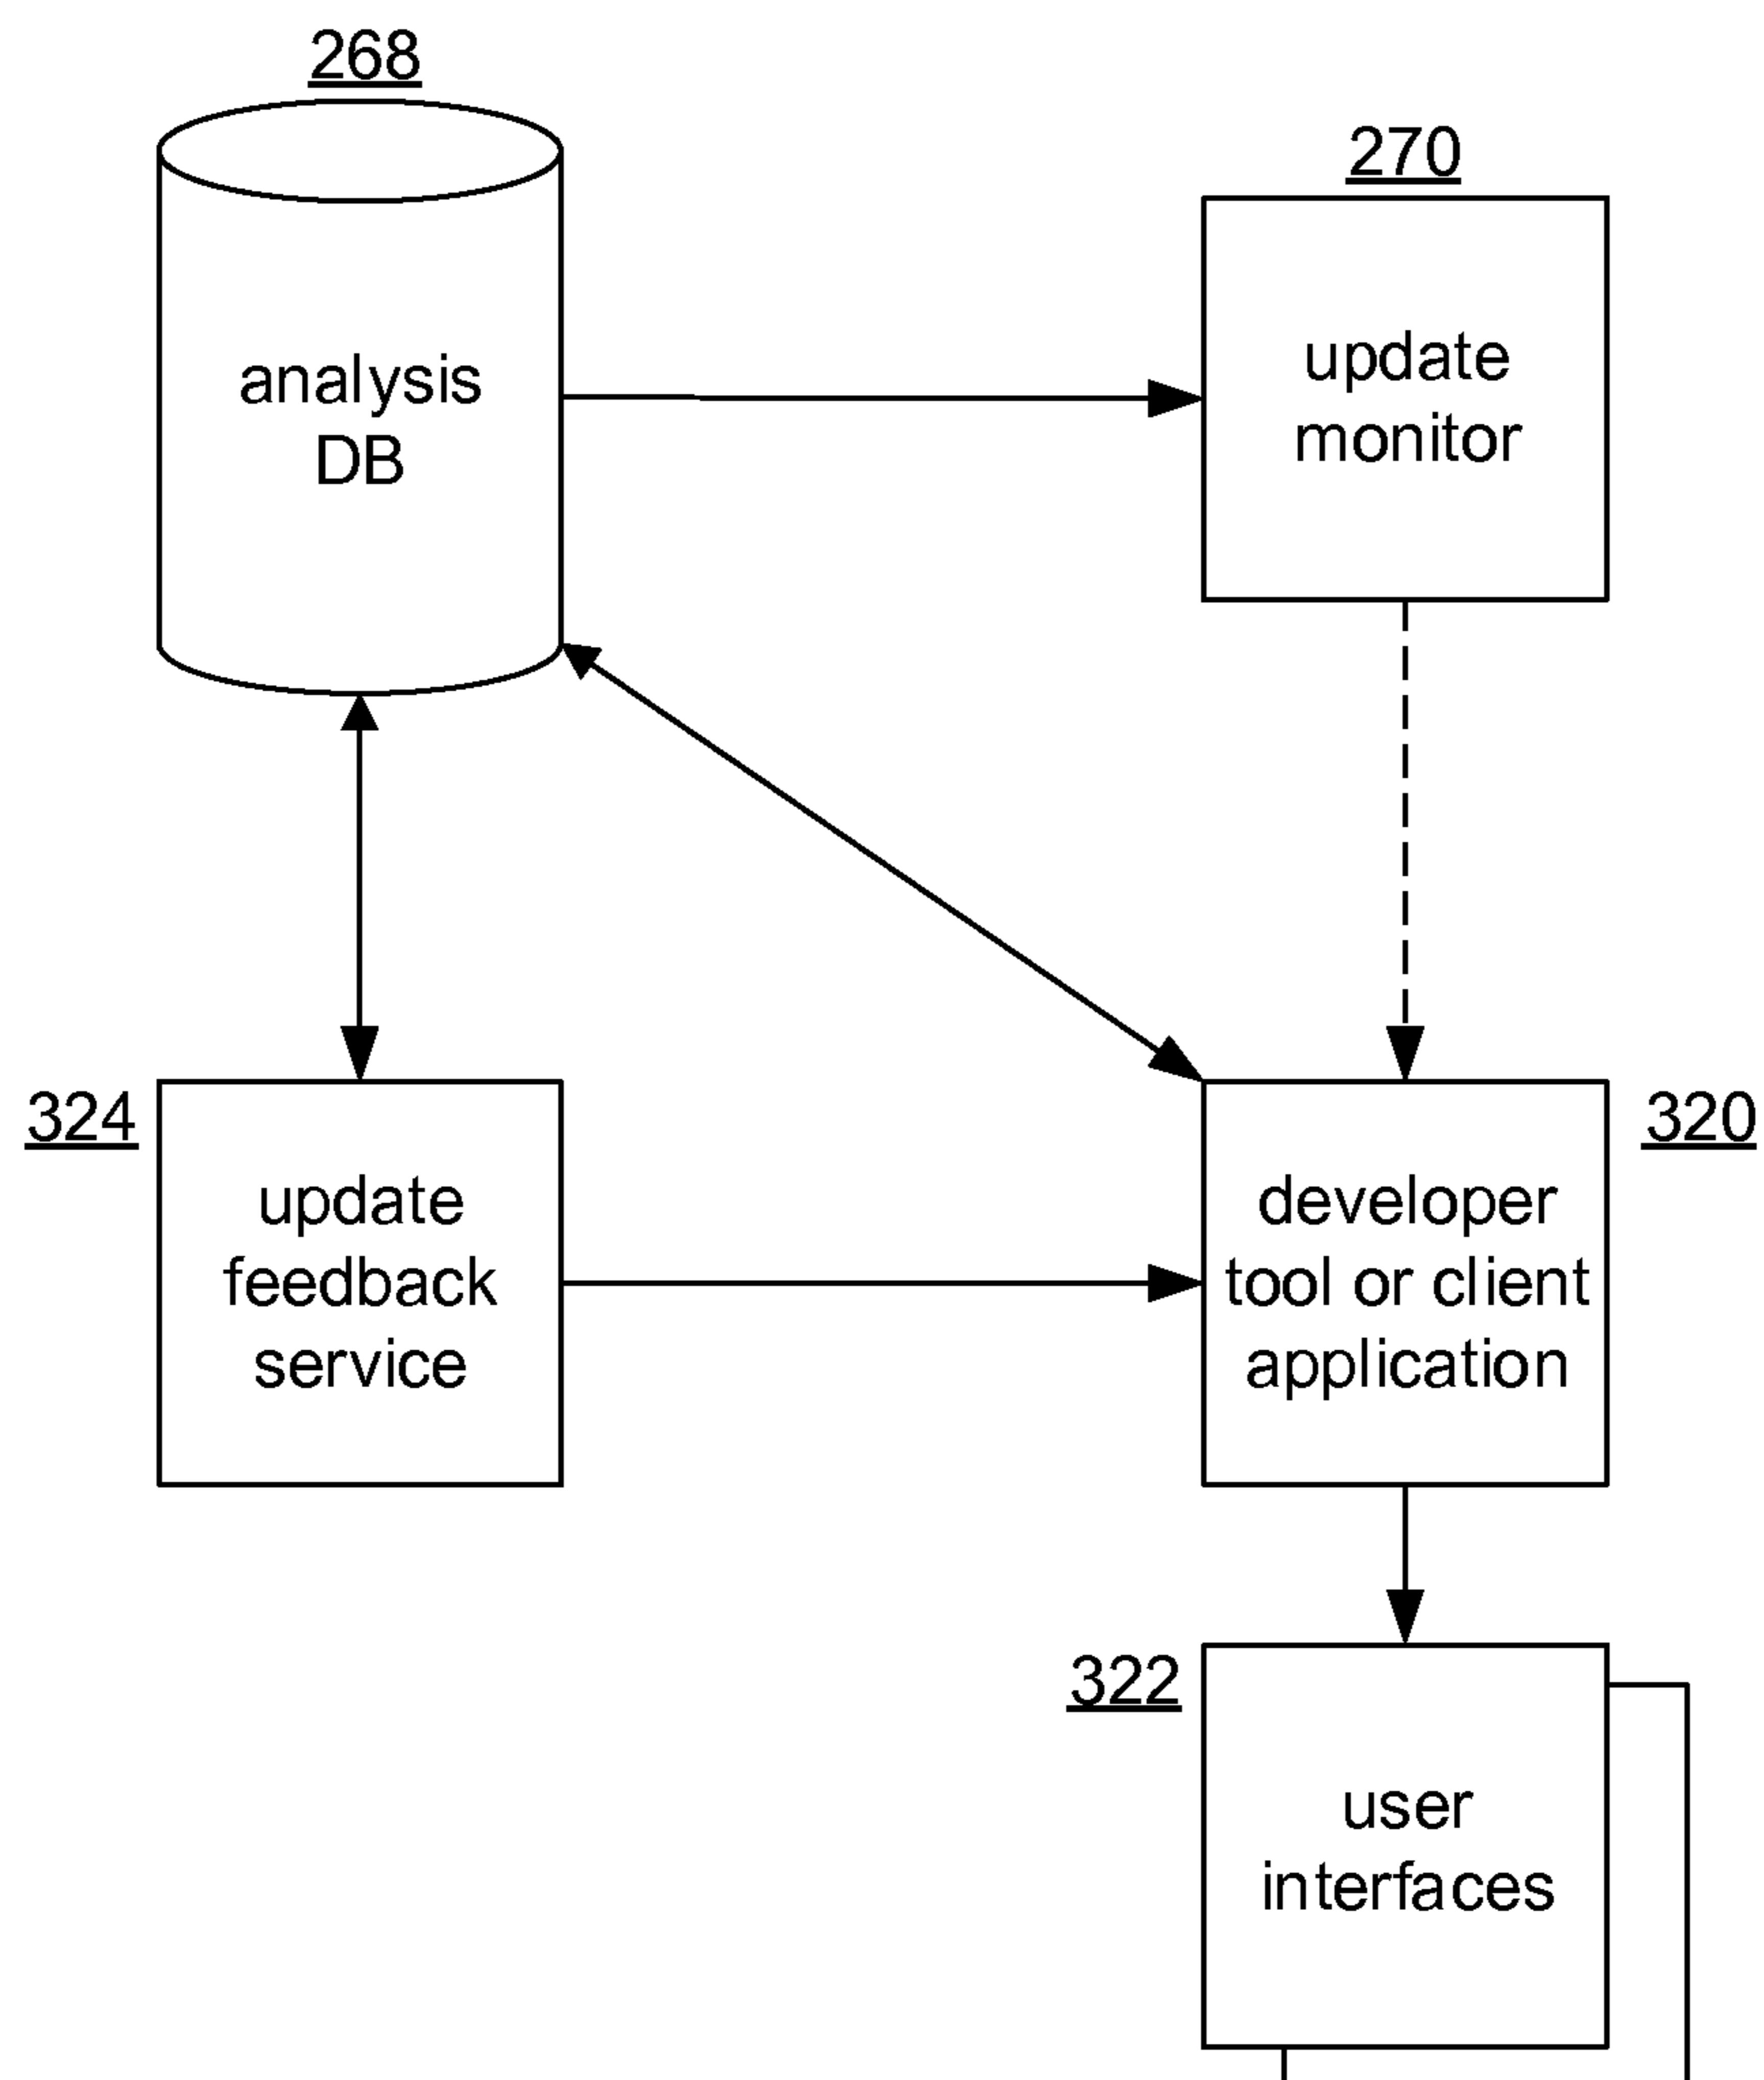 268
analysis
DB
270
update
monitor
324
update
feedback
service
320
developer
tool or client
application
322
user
interfaces